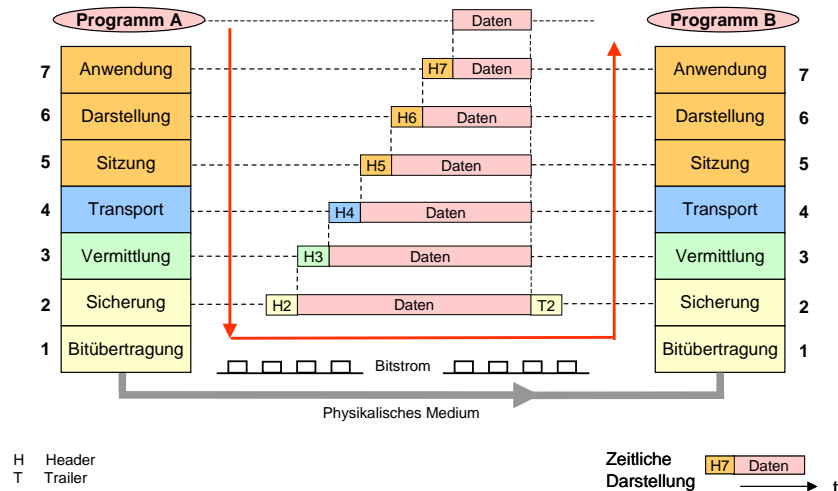 Programm A Daten Programm B
7 Anwendung H7 Daten Anwendung 7
6 Darstellung H6 Daten Darstellung 6
5 Sitzung H5 Daten Sitzung 5
4 Transport H4 Daten Transport 4
3 Vermittlung H3 Daten Vermittlung 3
2 Sicherung H2 Daten T2 Sicherung 2
1 Bitübertragung Bitstrom Bitübertragung 1
Physikalisches Medium
H Header
T Trailer
Zeitliche H7 Daten
Darstellung t